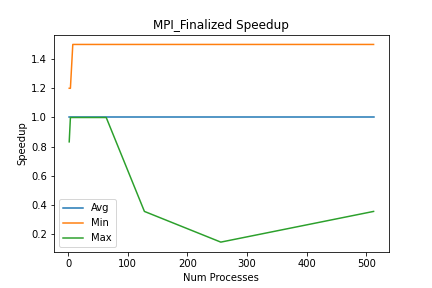 MPI_Finalized Speedup
1.4
1.2
1.0
0.8
0.6
0.4
0.2
Speedup
Avg
Min
Max
0 100 200 300 400 500
Num Processes